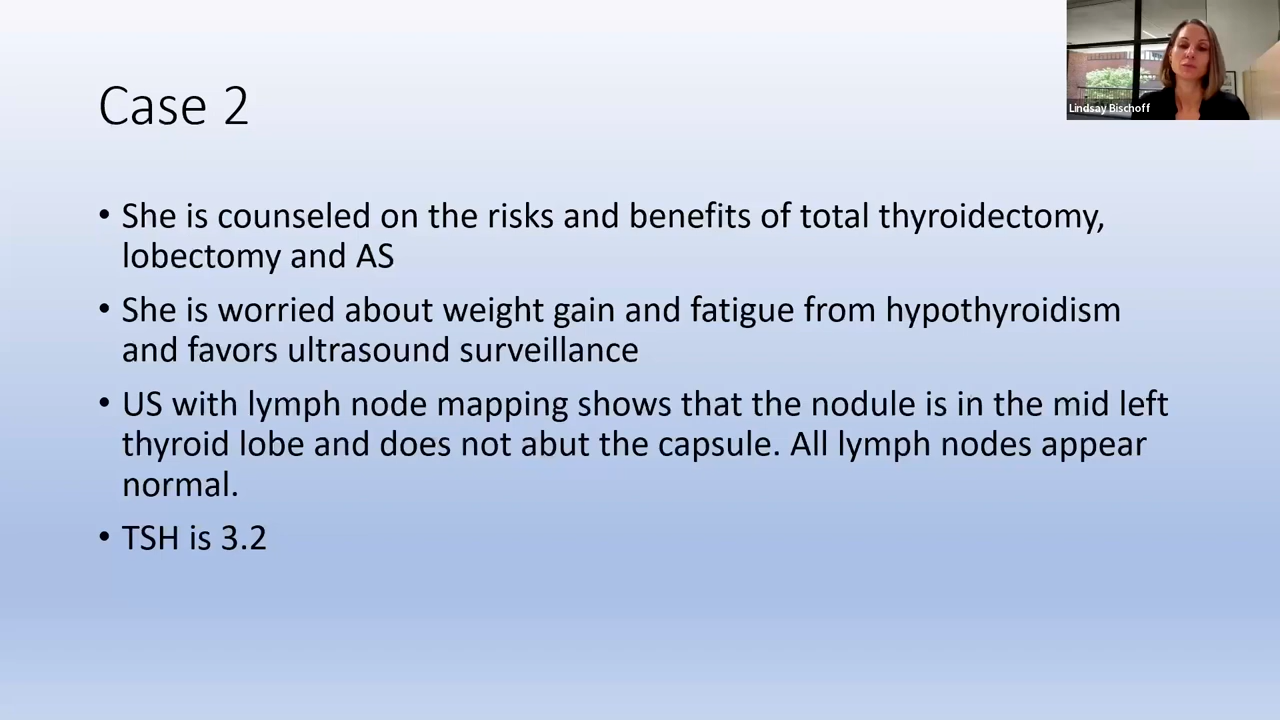 Case 2
Lindsay Bischoff
• She is counseled on the risks and benefits of total thyroidectomy,
lobectomy and AS
• She is worried about weight gain and fatigue from hypothyroidism
and favors ultrasound surveillance
• US with lymph node mapping shows that the nodule is in the mid left
thyroid lobe and does not abut the capsule. All lymph nodes appear
normal.
• TSH is 3.2